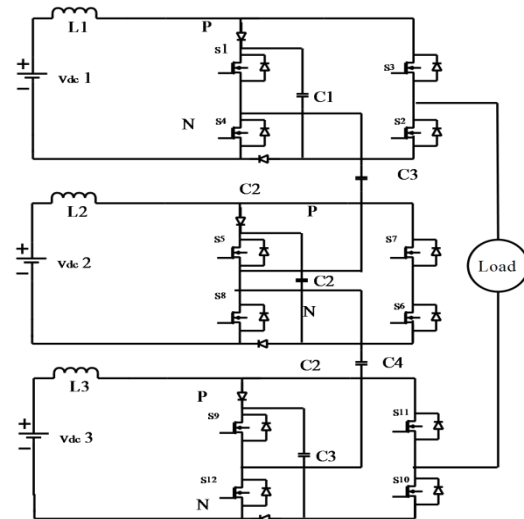 L1
P
S1
S3
Vdc 1
C1
S4
S2
N
C3
C2
L2
P
S5
S7
Vdc 2
C2
Load
S8
S6
N
C2
C4
L3
P
S9
S11
Vdc 3
C3
S12
S10
N